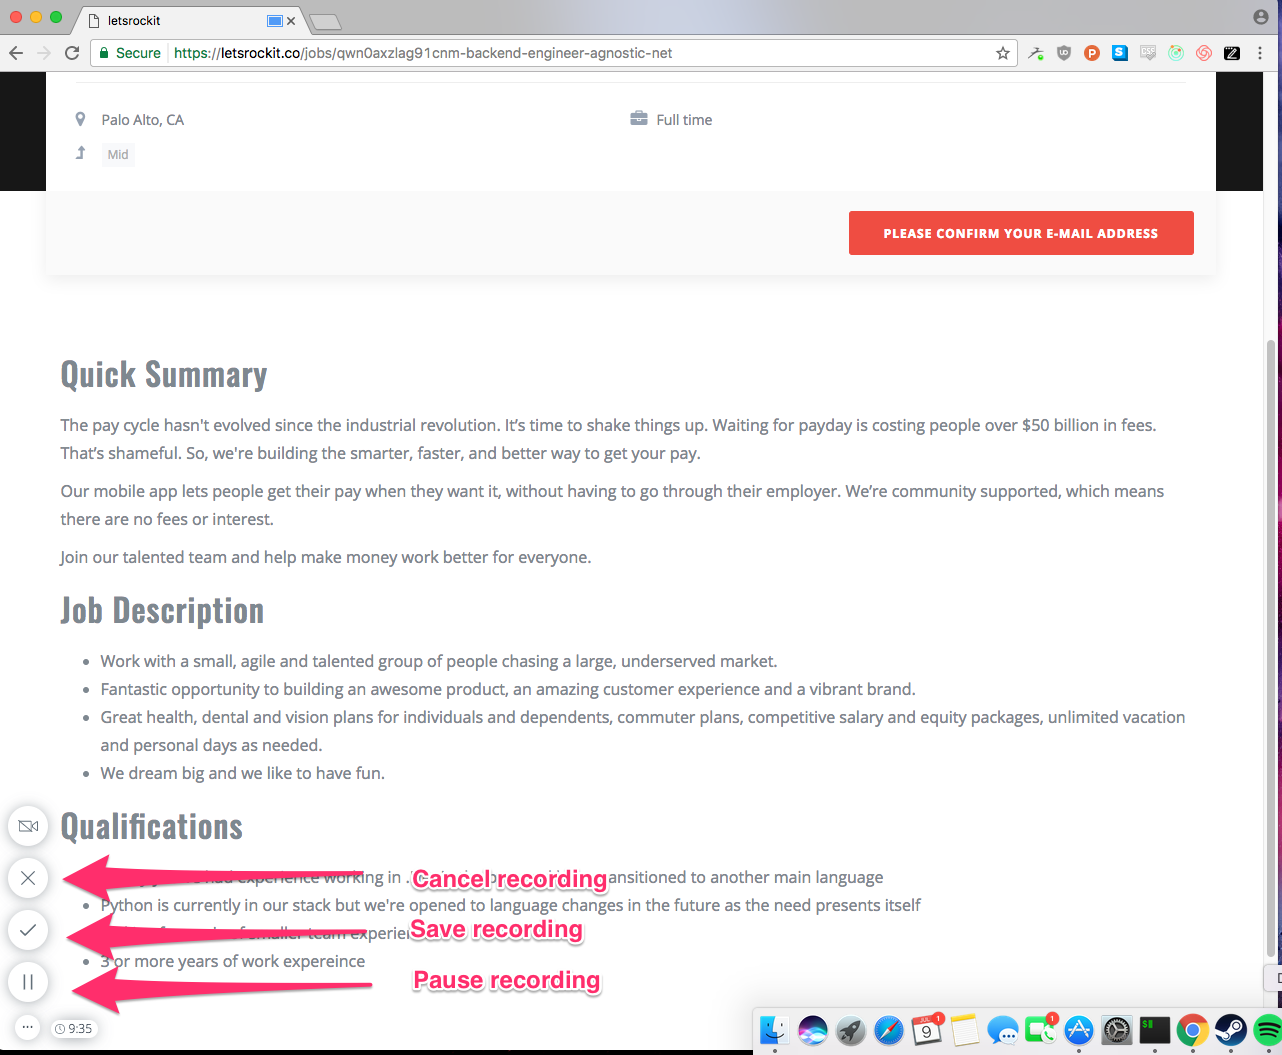 letsrockit
Secure https://letsrockit.co/jobs/qwn0axzlag91cnm-backend-engineer-agnostic-net
Palo Alto, CA
Full time
Mid
PLEASE CONFIRM YOUR E-MAIL ADDRESS
Quick Summary
The pay cycle hasn't evolved since the industrial revolution. It’s time to shake things up. Waiting for payday is costing people over $50 billion in fees.
That’s shameful. So, we're building the smarter, faster, and better way to get your pay.
Our mobile app lets people get their pay when they want it, without having to go through their employer. We’re community supported, which means
there are no fees or interest.
Join our talented team and help make money work better for everyone.
Job Description
Work with a small, agile and talented group of people chasing a large, underserved market.
Fantastic opportunity to building an awesome product, an amazing customer experience and a vibrant brand.
Great health, dental and vision plans for individuals and dependents, commuter plans, competitive salary and equity packages, unlimited vacation
and personal days as needed.
We dream big and we like to have fun.
Qualifications
had experience working in
transitioned to another main language
Cancel recording
Python is currently in our stack but we're opened to language changes in the future as the need presents itself
smaller team
Save recording
3 or more years of work expereince
Pause recording
9:35
JUL
9
1
1